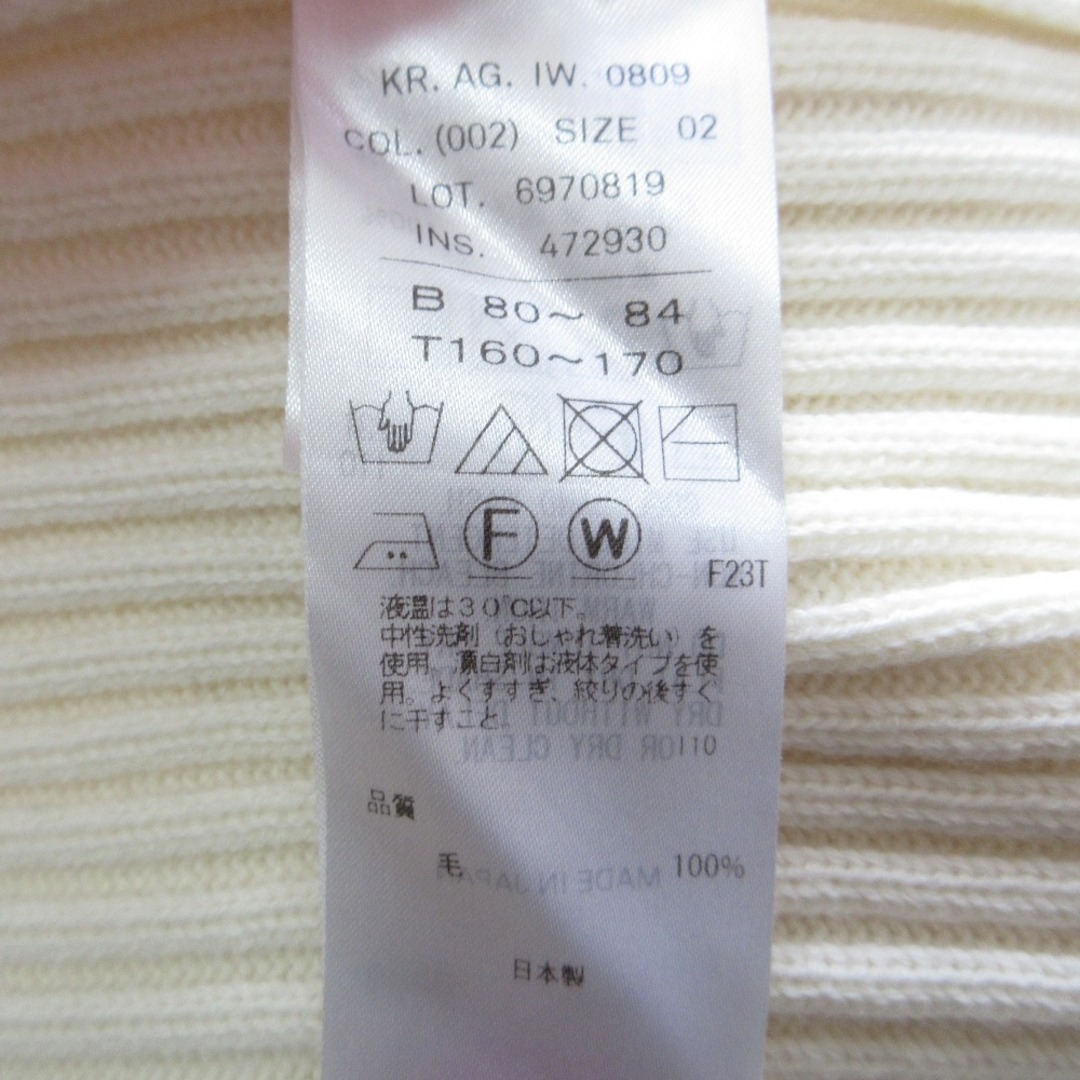 KR. AG. IW. 0809
COL. (002) SIZE 02
LOT. 6970819
INS. 472930
B 80～ 84
T160～170
F W
F23T
液温は30℃以下。
中性洗剤（おしゃれ着洗い）を
使用。漂白剤は液体タイプを使
用。よくすすぎ、絞りの後すぐ
に干すこと。
110
品質
毛 100%
日本製